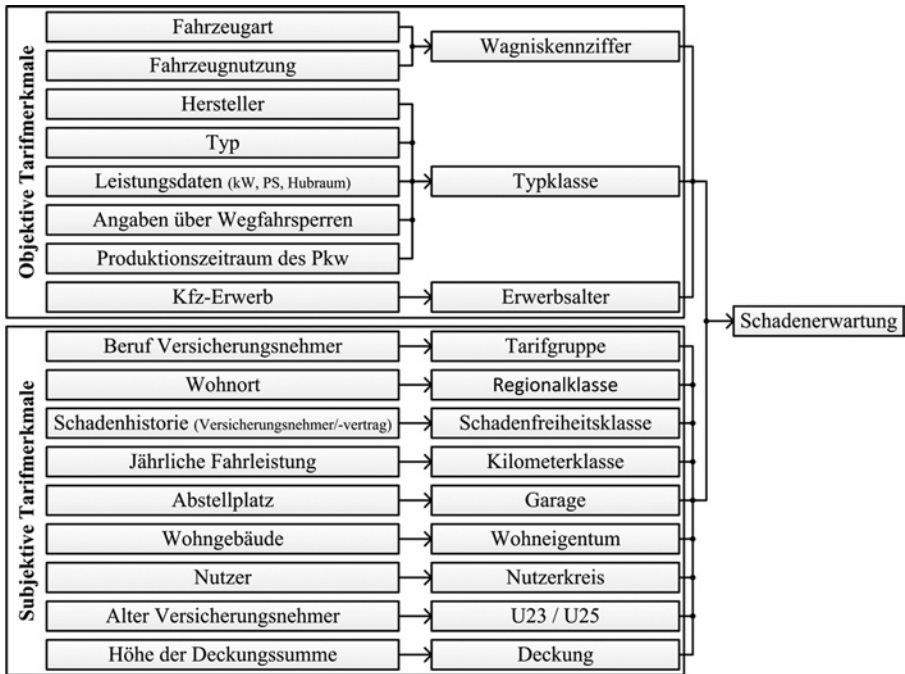 Objektive Tarifmerkmale
Fahrzeugart
Fahrzeugnutzung
Wagniskennziffer
Hersteller
Typ
Leistungsdaten (kW, PS, Hubraum)
Angaben über Wegfahrsperren
Produktionszeitraum des Pkw
Typklasse
Kfz-Erwerb
Erwerbsalter
Subjektive Tarifmerkmale
Beruf Versicherungsnehmer
Tarifgruppe
Wohnort
Regionalklasse
Schadenhistorie (Versicherungsnehmer/-vertrag)
Schadenfreiheitsklasse
Jährliche Fahrleistung
Kilometerklasse
Abstellplatz
Garage
Wohngebäude
Wohneigentum
Nutzer
Nutzerkreis
Alter Versicherungsnehmer
U23 / U25
Höhe der Deckungssumme
Deckung
Schadenerwartung